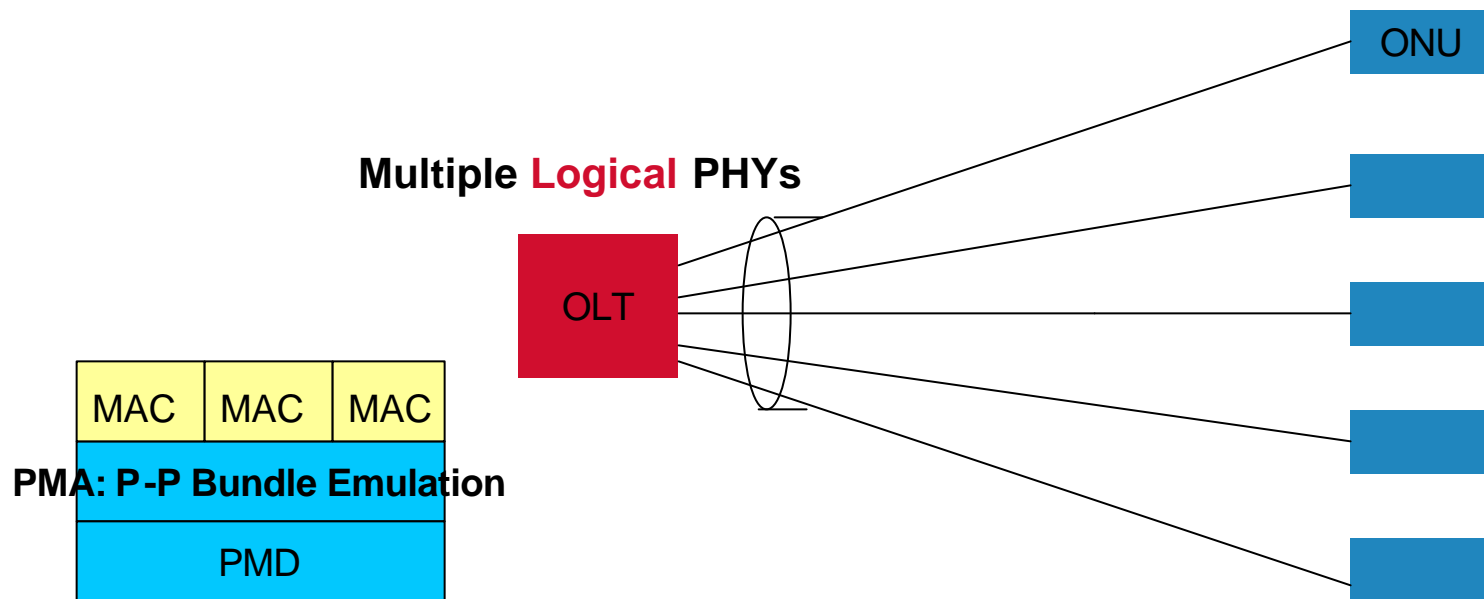 ONU
Multiple Logical PHYs
OLT
MAC MAC MAC
PMA: P-P Bundle Emulation
PMD